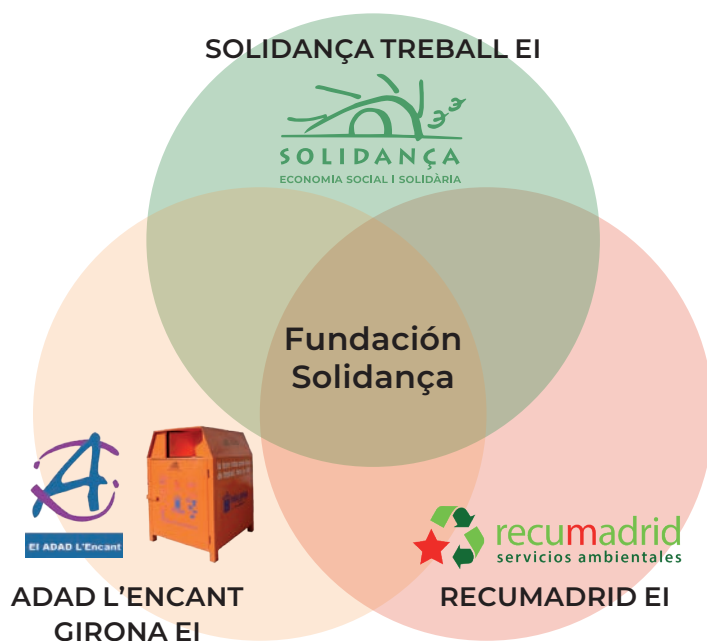 SOLIDANÇA TREBALL EI
SOLIDANÇA
ECONOMIA SOCIAL I SOLIDÀRIA
Fundación
Solidança
EI ADAD L'Encant
recumadrid
servicios ambientales
ADAD L'ENCANT
GIRONA EI
RECUMADRID EI